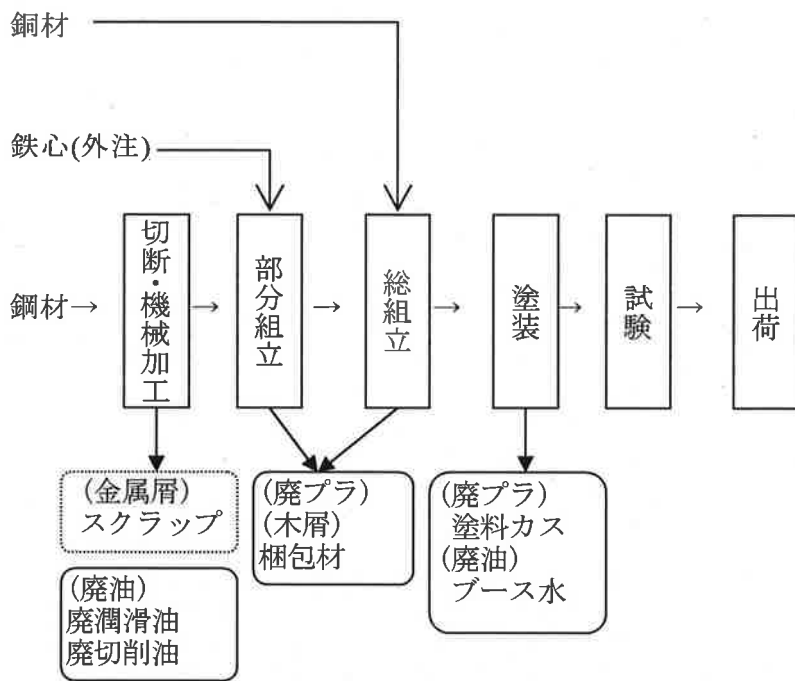 銅材
鉄心(外注)
鋼材→
切断・機械加工
→
部分組立
→
総組立
→
塗装
→
試験
→
出荷
(金属屑)
スクラップ
(廃油)
廃潤滑油
廃切削油
(廃プラ)
(木屑)
梱包材
(廃プラ)
塗料カス
(廃油)
ブース水